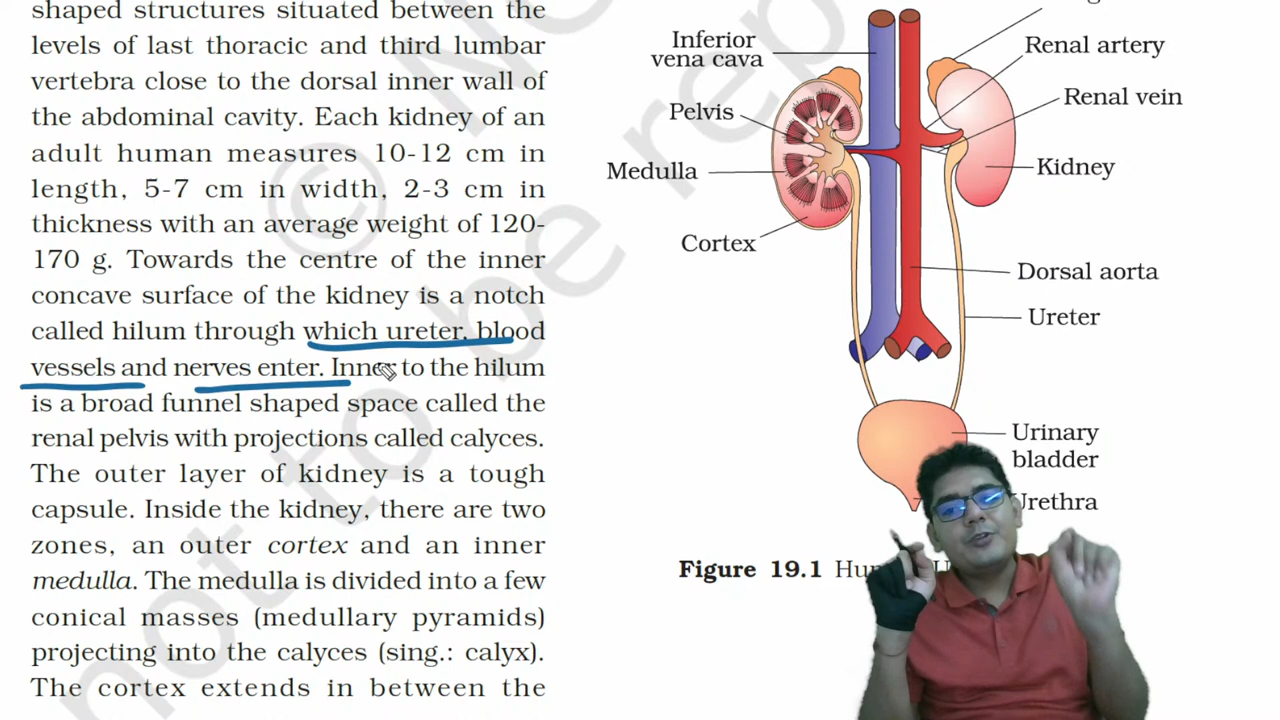 shaped structures situated between the
levels of last thoracic and third lumbar
vertebra close to the dorsal inner wall of
the abdominal cavity. Each kidney of an
adult human measures 10-12 cm in
length, 5-7 cm in width, 2-3 cm in
thickness with an average weight of 120-
170 g. Towards the centre of the inner
concave surface of the kidney is a notch
called hilum through which ureter, blood
vessels and nerves enter. Inner to the hilum
is a broad funnel shaped space called the
renal pelvis with projections called calyces.
The outer layer of kidney is a tough
capsule. Inside the kidney, there are two
zones, an outer cortex and an inner
medulla. The medulla is divided into a few
conical masses (medullary pyramids)
projecting into the calyces (sing.: calyx).
The cortex extends in between the
Inferior
vena cava
Pelvis
Medulla
Cortex
Renal artery
Renal vein
Kidney
Dorsal aorta
Ureter
Urinary
bladder
Urethra
Figure 19.1
not to be rep